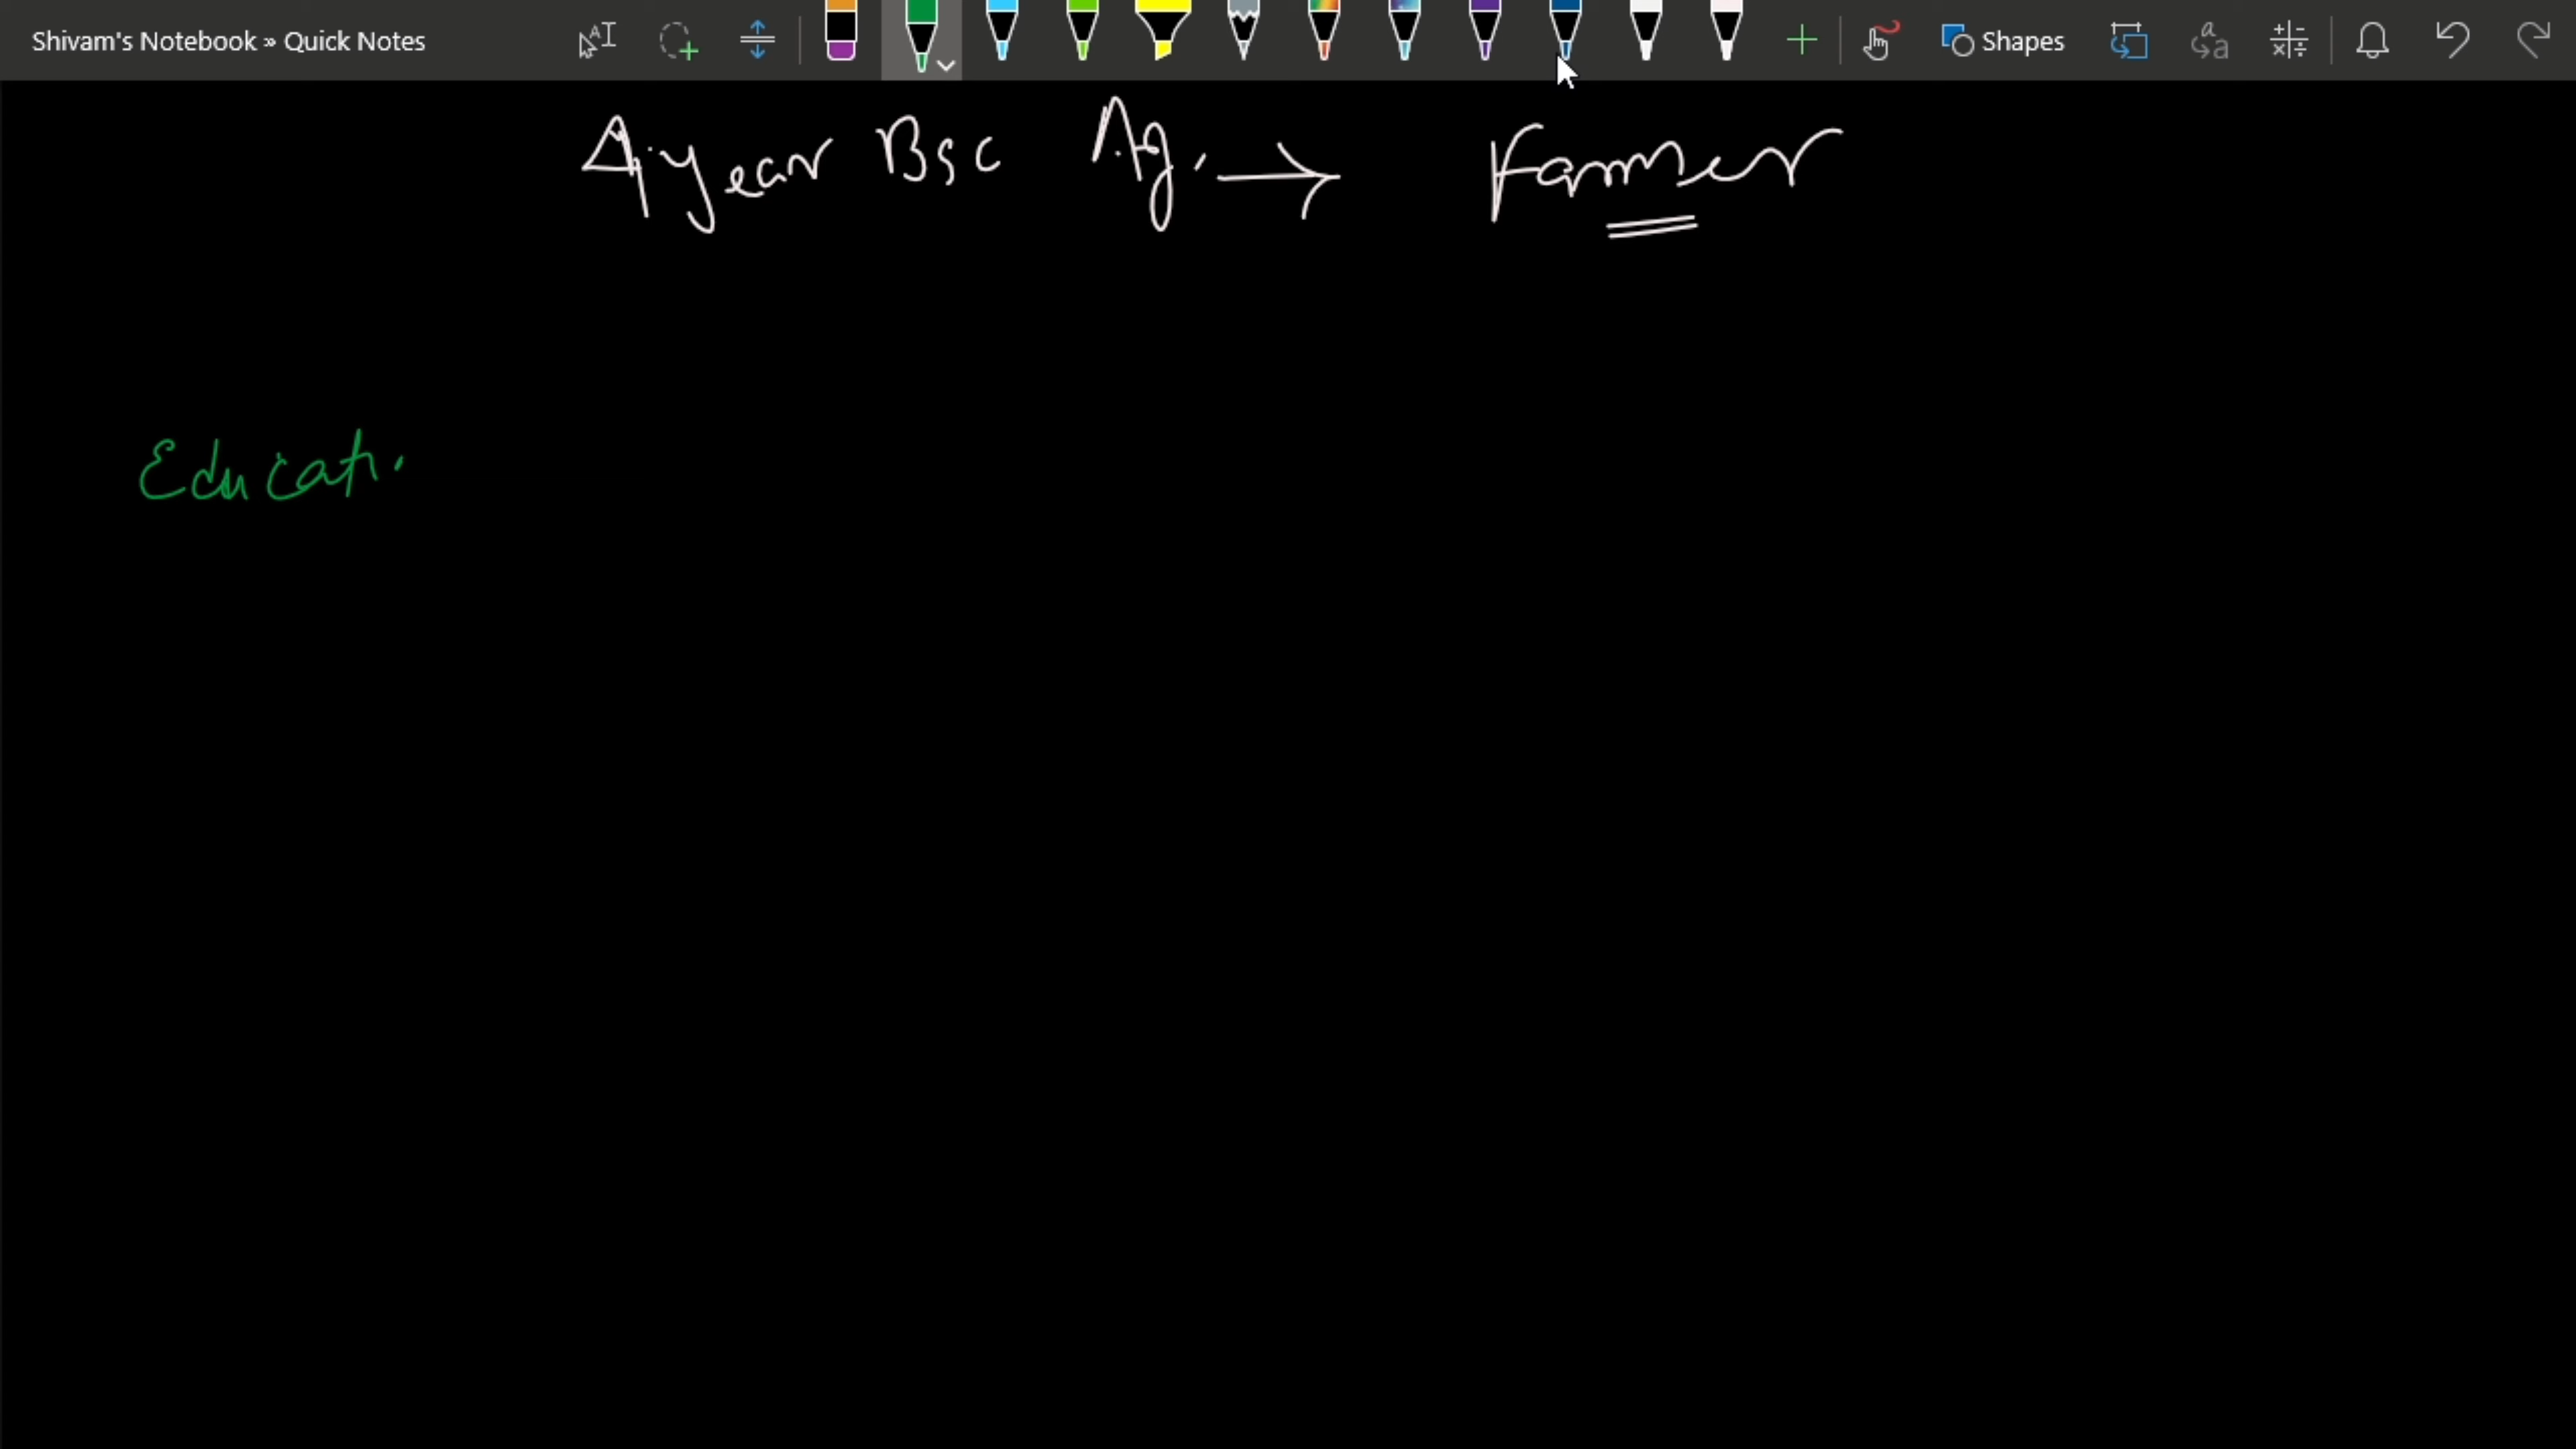 Shivam's Notebook » Quick Notes
Shapes
4 year Bsc Ag. → Farmer
Educati.